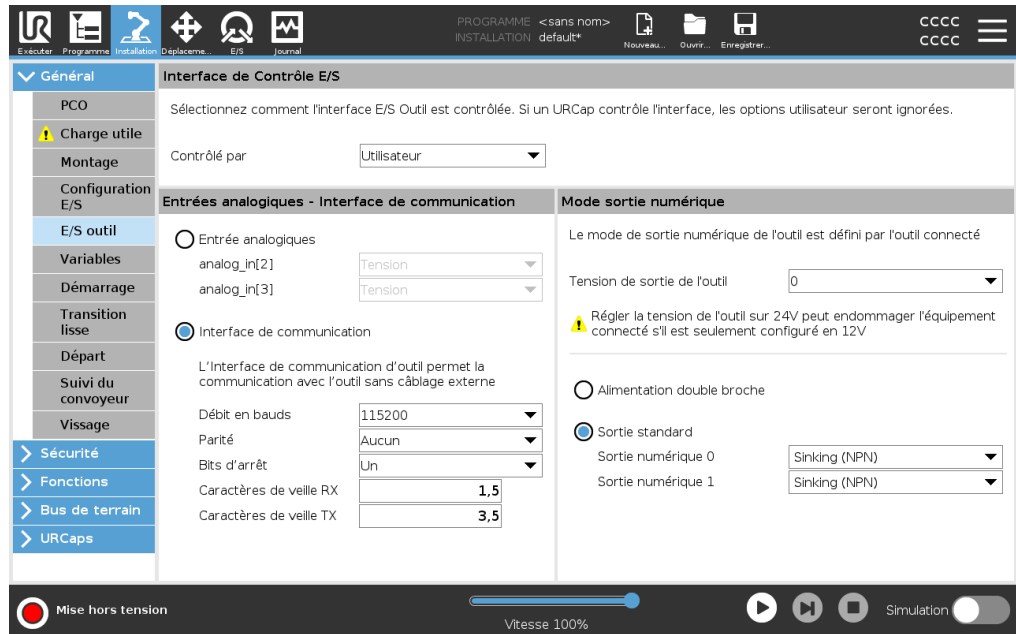 PROGRAMME <sans nom>
INSTALLATION default*
cccc
cccc
Exécuter Programme Installation Déplaceme... E/S Journal Nouveau... Ouvrir... Enregistrer...
Général
PCO
Charge utile
Montage
Configuration
E/S
E/S outil
Variables
Démarrage
Transition
lisse
Départ
Suivi du
convoyeur
Vissage
Sécurité
Fonctions
Bus de terrain
URCaps
Interface de Contrôle E/S
Sélectionnez comment l'interface E/S Outil est contrôlée. Si un URCap contrôle l'interface, les options utilisateur seront ignorées.
Contrôlé par Utilisateur
Entrées analogiques - Interface de communication
Entrée analogiques
analog_in[2] Tension
analog_in[3] Tension
Interface de communication
L'Interface de communication d'outil permet la
communication avec l'outil sans câblage externe
Débit en bauds 115200
Parité Aucun
Bits d'arrêt Un
Caractères de veille RX 1,5
Caractères de veille TX 3,5
Mode sortie numérique
Le mode de sortie numérique de l'outil est défini par l'outil connecté
Tension de sortie de l'outil 0
Régler la tension de l'outil sur 24V peut endommager l'équipement
connecté s'il est seulement configuré en 12V
Alimentation double broche
Sortie standard
Sortie numérique 0 Sinking (NPN)
Sortie numérique 1 Sinking (NPN)
Mise hors tension
Vitesse 100%
Simulation